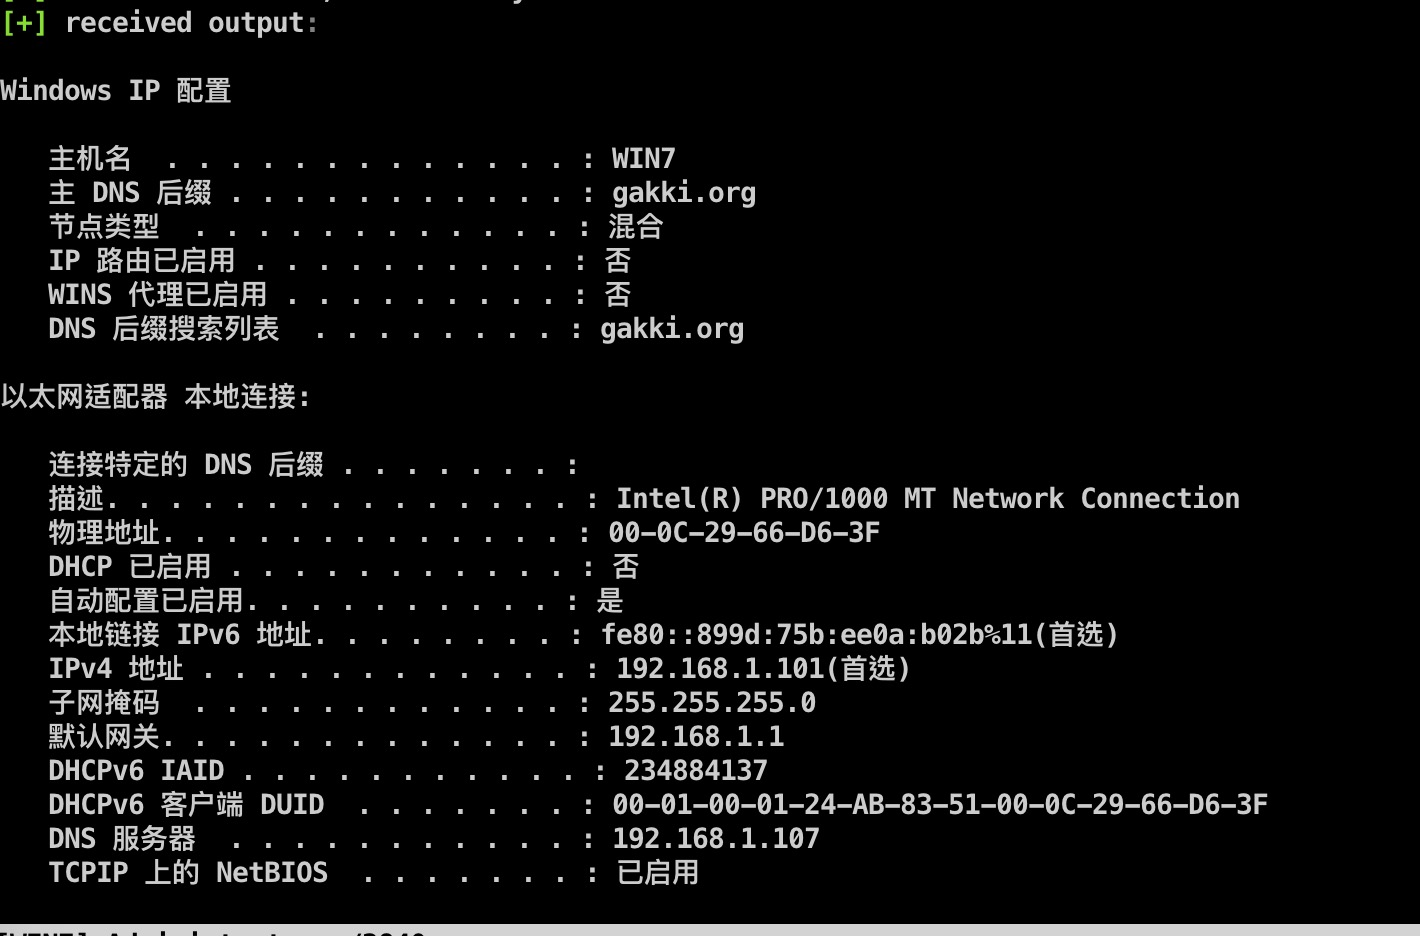 [+] received output:
Windows IP 配置
主机名 . . . . . . . . . . . . . . : WIN7
主 DNS 后缀 . . . . . . . . . . . . : gakki.org
节点类型 . . . . . . . . . . . . . : 混合
IP 路由已启用 . . . . . . . . . . : 否
WINS 代理已启用 . . . . . . . . . : 否
DNS 后缀搜索列表 . . . . . . . . : gakki.org
以太网适配器 本地连接:
连接特定的 DNS 后缀 . . . . . . . :
描述. . . . . . . . . . . . . . . . : Intel(R) PRO/1000 MT Network Connection
物理地址. . . . . . . . . . . . . . : 00-0C-29-66-D6-3F
DHCP 已启用 . . . . . . . . . . . . : 否
自动配置已启用. . . . . . . . . . . : 是
本地链接 IPv6 地址. . . . . . . . : fe80::899d:75b:ee0a:b02b%11(首选)
IPv4 地址 . . . . . . . . . . . . . : 192.168.1.101(首选)
子网掩码 . . . . . . . . . . . . . : 255.255.255.0
默认网关. . . . . . . . . . . . . . : 192.168.1.1
DHCPv6 IAID . . . . . . . . . . . : 234884137
DHCPv6 客户端 DUID . . . . . . . : 00-01-00-01-24-AB-83-51-00-0C-29-66-D6-3F
DNS 服务器 . . . . . . . . . . . . : 192.168.1.107
TCPIP 上的 NetBIOS . . . . . . . : 已启用